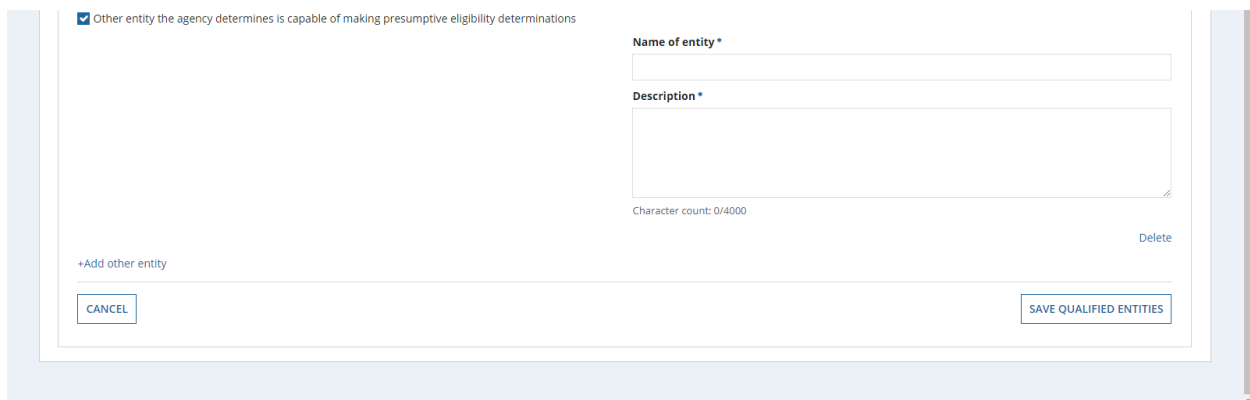 Other entity the agency determines is capable of making presumptive eligibility determinations
Name of entity *
Description *
Character count: 0/4000
Delete
+Add other entity
CANCEL
SAVE QUALIFIED ENTITIES